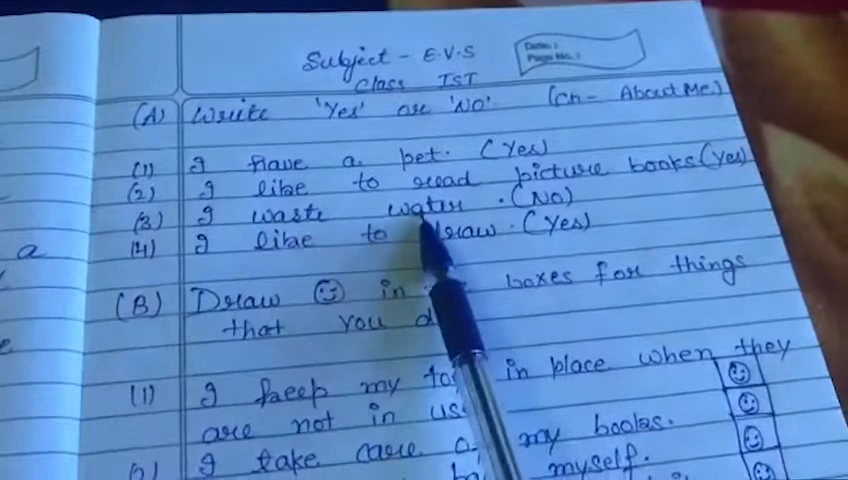 Subject - E.V.S
Date:
Page No.:
Class IST
(A) Write 'Yes' or 'No'. (Ch- About Me)
(1) I have a pet. (Yes)
(2) I like to read picture books (Yes)
(3) I waste water. (No)
(4) I like to draw. (Yes)
a
(B) Draw ☺ in boxes for things
that you
e
(1) I keep my in place when they
are not in
I take care my books.
myself.